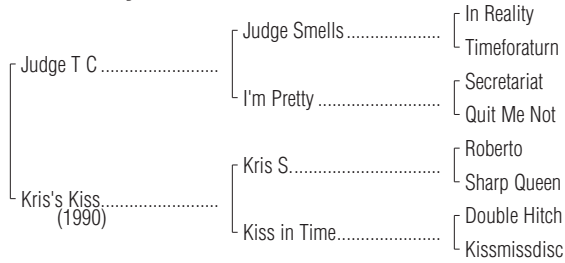 In Reality
Judge Smells ....................
Timeforaturn
Judge T C .........................
Secretariat
I'm Pretty ..........................
Quit Me Not
Roberto
Kris S................................
Sharp Queen
Kris's Kiss........................
(1990)
Double Hitch
Kiss in Time......................
Kissmissdisc